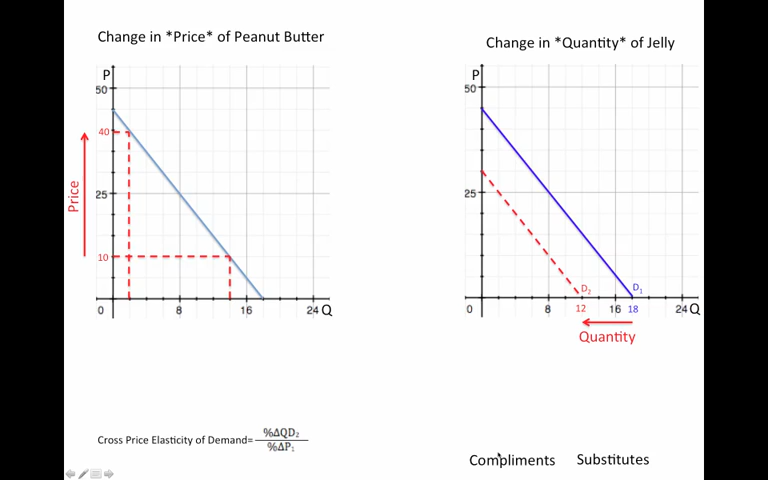 Change in *Price* of Peanut Butter
P
50
40
25
10
0
8
16
24 Q
Price
Cross Price Elasticity of Demand= %ΔQD₂
%ΔP₁
Change in *Quantity* of Jelly
P
50
25
0
8
12
16
18
24 Q
D₂
D₁
Quantity
Compliments Substitutes